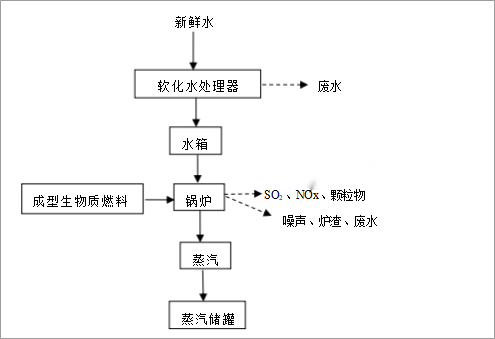 新鲜水
软化水处理器
废水
水箱
成型生物质燃料
锅炉
SO₂、NOx、颗粒物
噪声、炉查、废水
蒸汽
蒸汽储罐